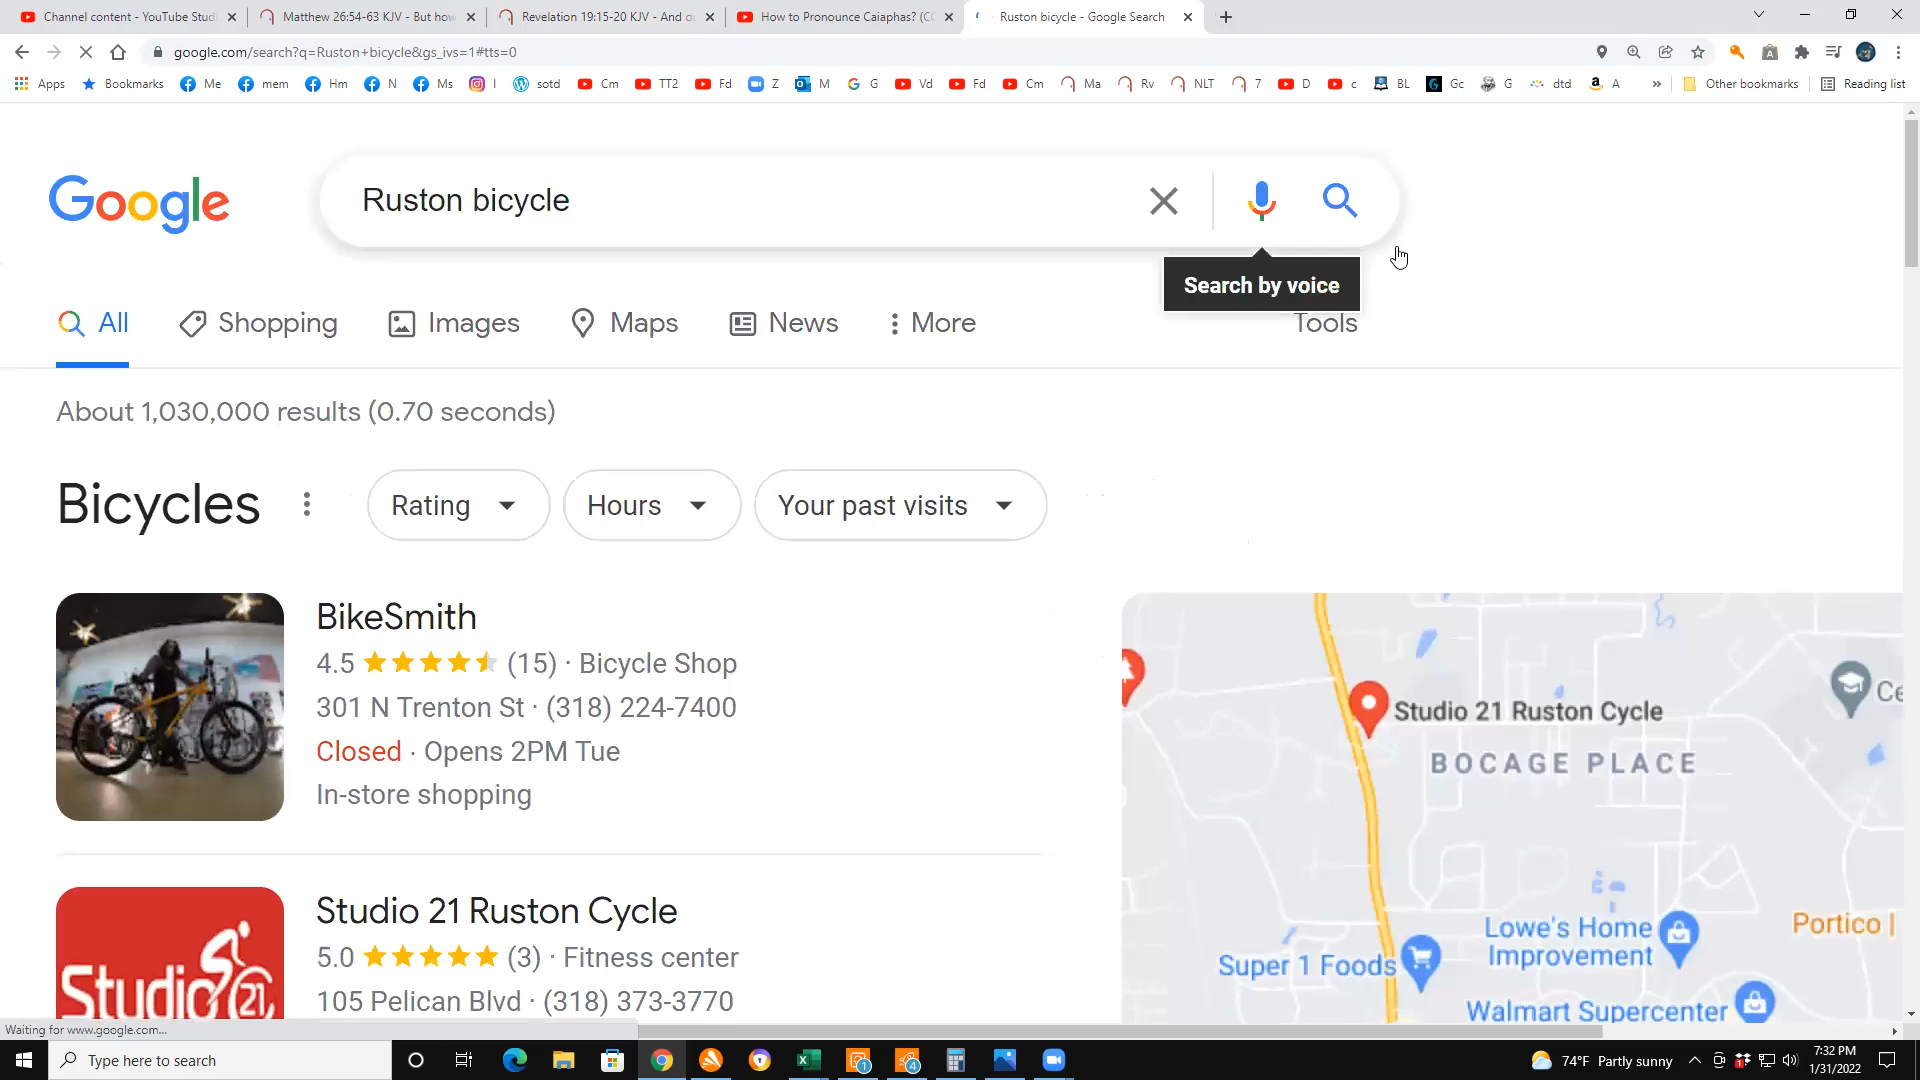 Channel content - YouTube Stud
Matthew 26:54-63 KJV - But how
Revelation 19:15-20 KJV - And ou
How to Pronounce Caiaphas? (CO
Ruston bicycle - Google Search
google.com/search?q=Ruston+bicycle&gs_ivs=1#tts=0
Apps Bookmarks Me mem Hm N Ms I sotd Cm TT2 Fd Z M G Vd Fd Cm Ma Rv NLT 7 D c BL Gc G dtd A » Other bookmarks Reading list
Google
Ruston bicycle
Search by voice
All Shopping Images Maps News More Tools
About 1,030,000 results (0.70 seconds)
Bicycles Rating Hours Your past visits
BikeSmith
4.5 (15) · Bicycle Shop
301 N Trenton St · (318) 224-7400
Closed · Opens 2PM Tue
In-store shopping
Studio 21 Ruston Cycle
5.0 (3) · Fitness center
105 Pelican Blvd · (318) 373-3770
Studio 21
Studio 21 Ruston Cycle
Ce
BOCAGE PLACE
Lowe's Home
Improvement
Portico |
Super 1 Foods
Walmart Supercenter
Waiting for www.google.com...
Type here to search
1
4
74°F Partly sunny
7:32 PM
1/31/2022